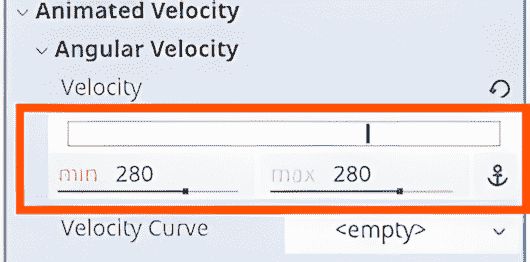 Animated Velocity
Angular Velocity
Velocity
min 280 max 280
Velocity Curve <empty>